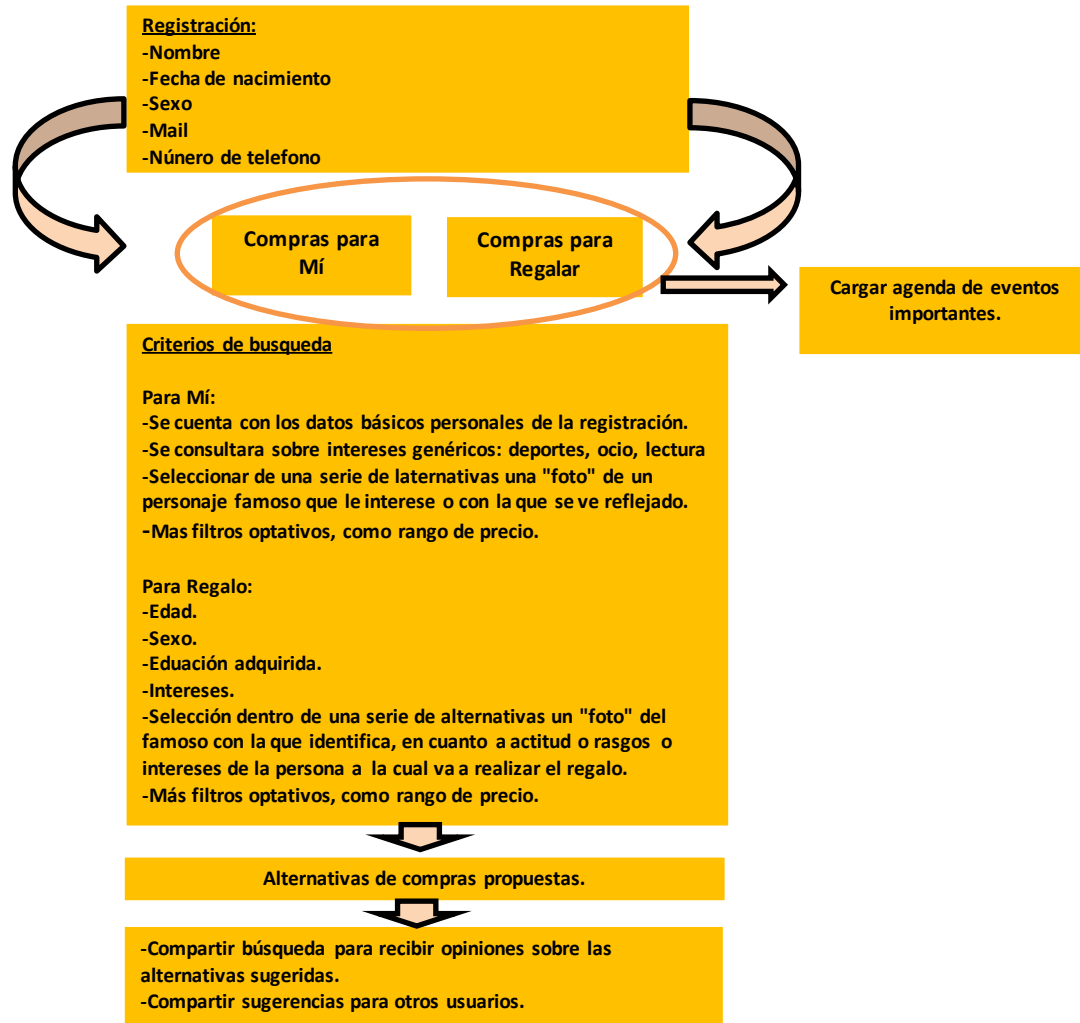 Registración:
-Nombre
-Fecha de nacimiento
-Sexo
-Mail
-Núnero de telefono
Compras para
Mí
Compras para
Regalar
Cargar agenda de eventos
importantes.
Criterios de busqueda
Para Mí:
-Se cuenta con los datos básicos personales de la registración.
-Se consultara sobre intereses genéricos: deportes, ocio, lectura
-Seleccionar de una serie de laternativas una "foto" de un
personaje famoso que le interese o con la que se ve reflejado.
-Mas filtros optativos, como rango de precio.
Para Regalo:
-Edad.
-Sexo.
-Eduación adquirida.
-Intereses.
-Selección dentro de una serie de alternativas un "foto" del
famoso con la que identifica, en cuanto a actitud o rasgos o
intereses de la persona a la cual va a realizar el regalo.
-Más filtros optativos, como rango de precio.
Alternativas de compras propuestas.
-Compartir búsqueda para recibir opiniones sobre las
alternativas sugeridas.
-Compartir sugerencias para otros usuarios.